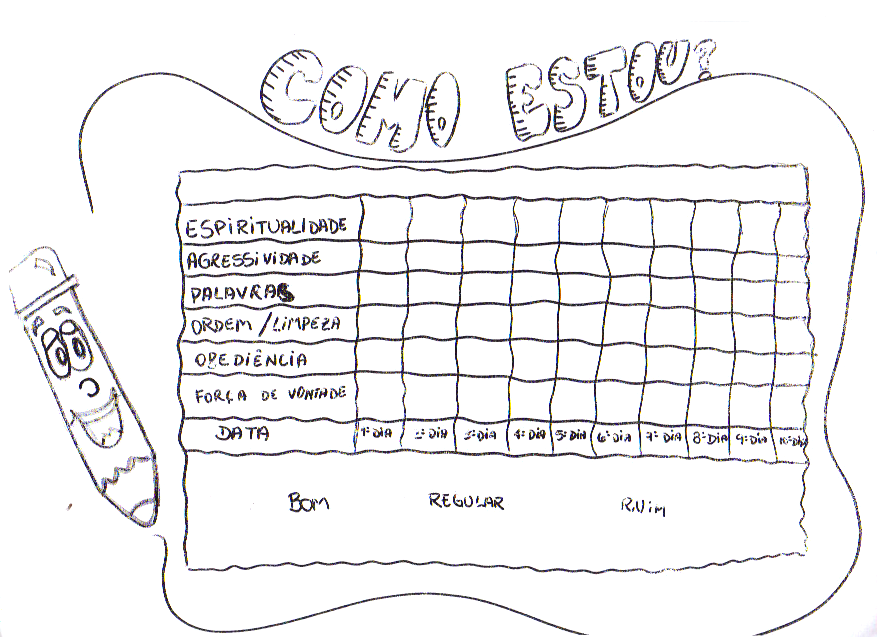 COMO ESTOU?
ESPIRITUALIDADE
AGRESSIVIDADE
PALAVRAS
ORDEM / LIMPEZA
OBEDIÊNCIA
FORÇA DE VONTADE
DATA 1º DIA 2º DIA 3º DIA 4º DIA 5º DIA 6º DIA 7º DIA 8º DIA 9º DIA 10º DIA
BOM REGULAR RUIM